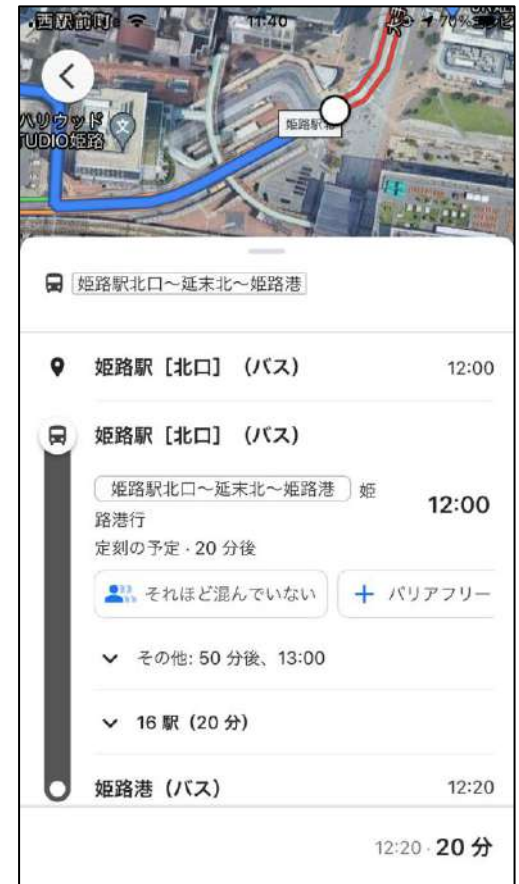 西駅前町
11:40
70%
ハリウッド
TUDIO姫路
文
姫路駅北
姫路駅北口~延末北~姫路港
姫路駅［北口］（バス） 12:00
姫路駅［北口］（バス）
姫路駅北口~延末北~姫路港 姫
路港行
12:00
定刻の予定 · 20 分後
それほど混んでいない
+ バリアフリー
その他: 50 分後、13:00
16 駅（20 分）
姫路港（バス） 12:20
12:20 · 20 分